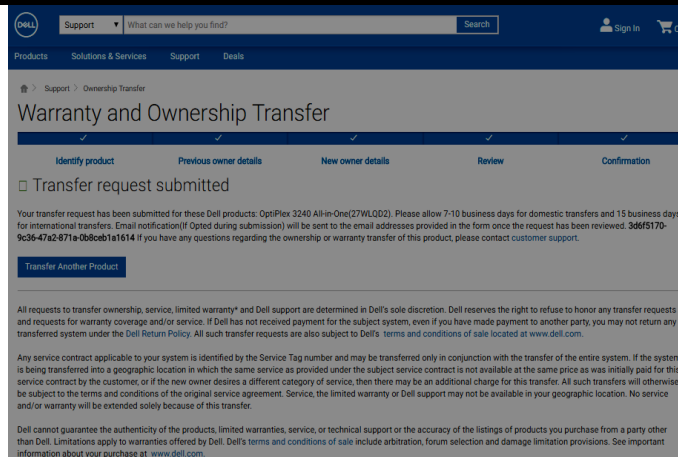 DELL Support What can we help you find? Search Sign In
Products Solutions & Services Support Deals
Support > Ownership Transfer
Warranty and Ownership Transfer
Identify product Previous owner details New owner details Review Confirmation
Transfer request submitted
Your transfer request has been submitted for these Dell products: OptiPlex 3240 All-in-One(27WLQD2). Please allow 7-10 business days for domestic transfers and 15 business days
for international transfers. Email notification(If Opted during submission) will be sent to the email addresses provided in the form once the request has been reviewed. 3d6f5170-
9c36-47a2-871a-0b8ceb1a1614 If you have any questions regarding the ownership or warranty transfer of this product, please contact customer support.
Transfer Another Product
All requests to transfer ownership, service, limited warranty* and Dell support are determined in Dell's sole discretion. Dell reserves the right to refuse to honor any transfer requests
and requests for warranty coverage and/or service. If Dell has not received payment for the subject system, even if you have made payment to another party, you may not return any
transferred system under the Dell Return Policy. All such transfer requests are also subject to Dell's terms and conditions of sale located at www.dell.com.
Any service contract applicable to your system is identified by the Service Tag number and may be transferred only in conjunction with the transfer of the entire system. If the system
is being transferred into a geographic location in which the same service as provided under the subject service contract is not available at the same price as was initially paid for this
service contract by the customer, or if the new owner desires a different category of service, then there may be an additional charge for this transfer. All such transfers will otherwise
be subject to the terms and conditions of the original service agreement. Service, the limited warranty or Dell support may not be available in your geographic location. No service
and/or warranty will be extended solely because of this transfer.
Dell cannot guarantee the authenticity of the products, limited warranties, service, or technical support or the accuracy of the listings of products you purchase from a party other
than Dell. Limitations apply to warranties offered by Dell. Dell's terms and conditions of sale include arbitration, forum selection and damage limitation provisions. See important
information about your purchase at www.dell.com.